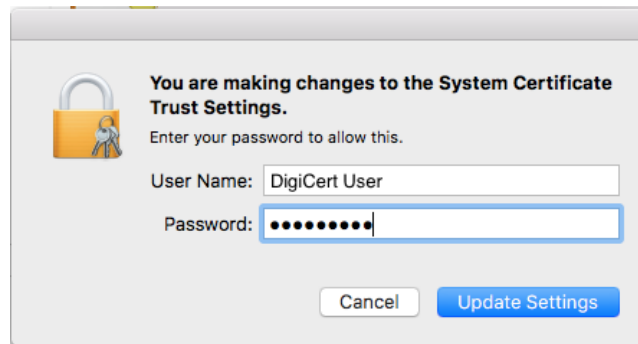 You are making changes to the System Certificate
Trust Settings.
Enter your password to allow this.
User Name: DigiCert User
Password: ●●●●●●●●●
Cancel Update Settings